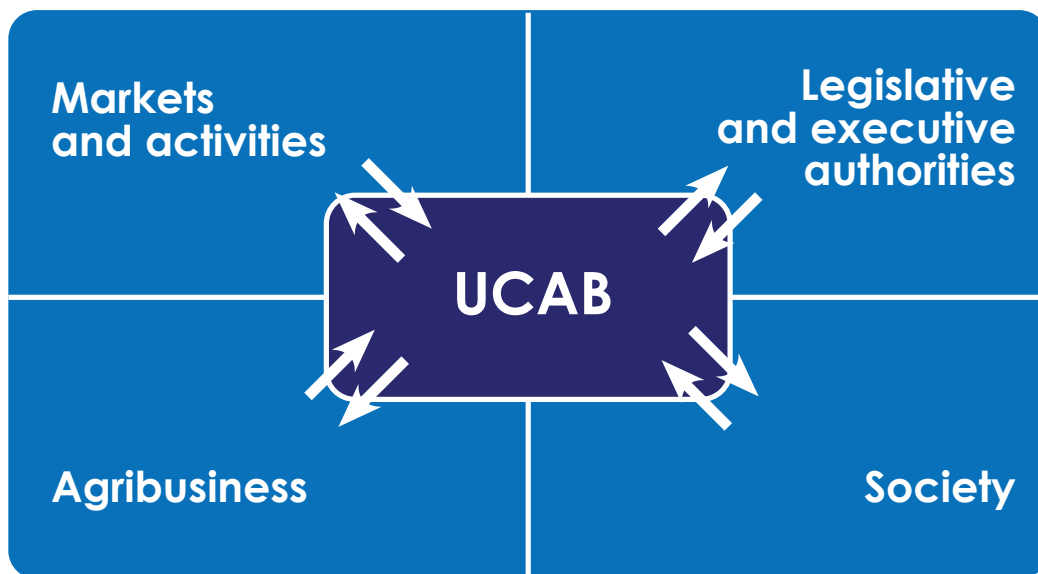 Markets
and activities
Legislative
and executive
authorities
UCAB
Agribusiness
Society